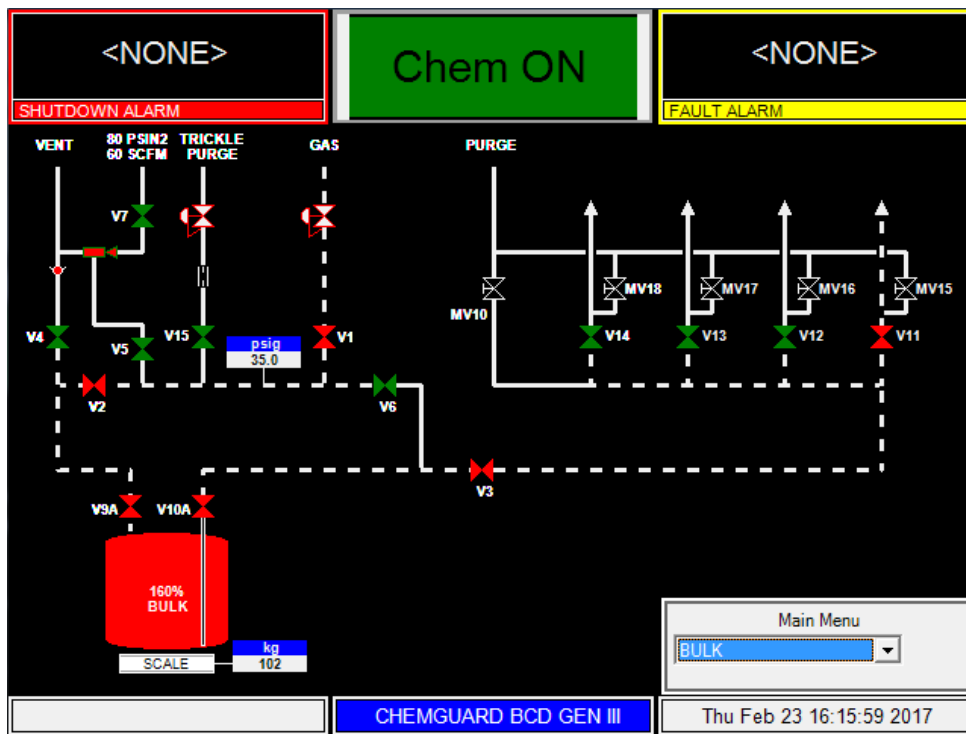 <NONE>
SHUTDOWN ALARM
Chem ON
<NONE>
FAULT ALARM
VENT
80 PSIN2
60 SCFM
TRICKLE
PURGE
GAS
PURGE
V7
MV18
MV17
MV16
MV15
MV10
V4
V5
V15
psig
35.0
V1
V14
V13
V12
V11
V2
V6
V3
V9A
V10A
160%
BULK
SCALE
kg
102
Main Menu
BULK
CHEMGUARD BCD GEN III
Thu Feb 23 16:15:59 2017